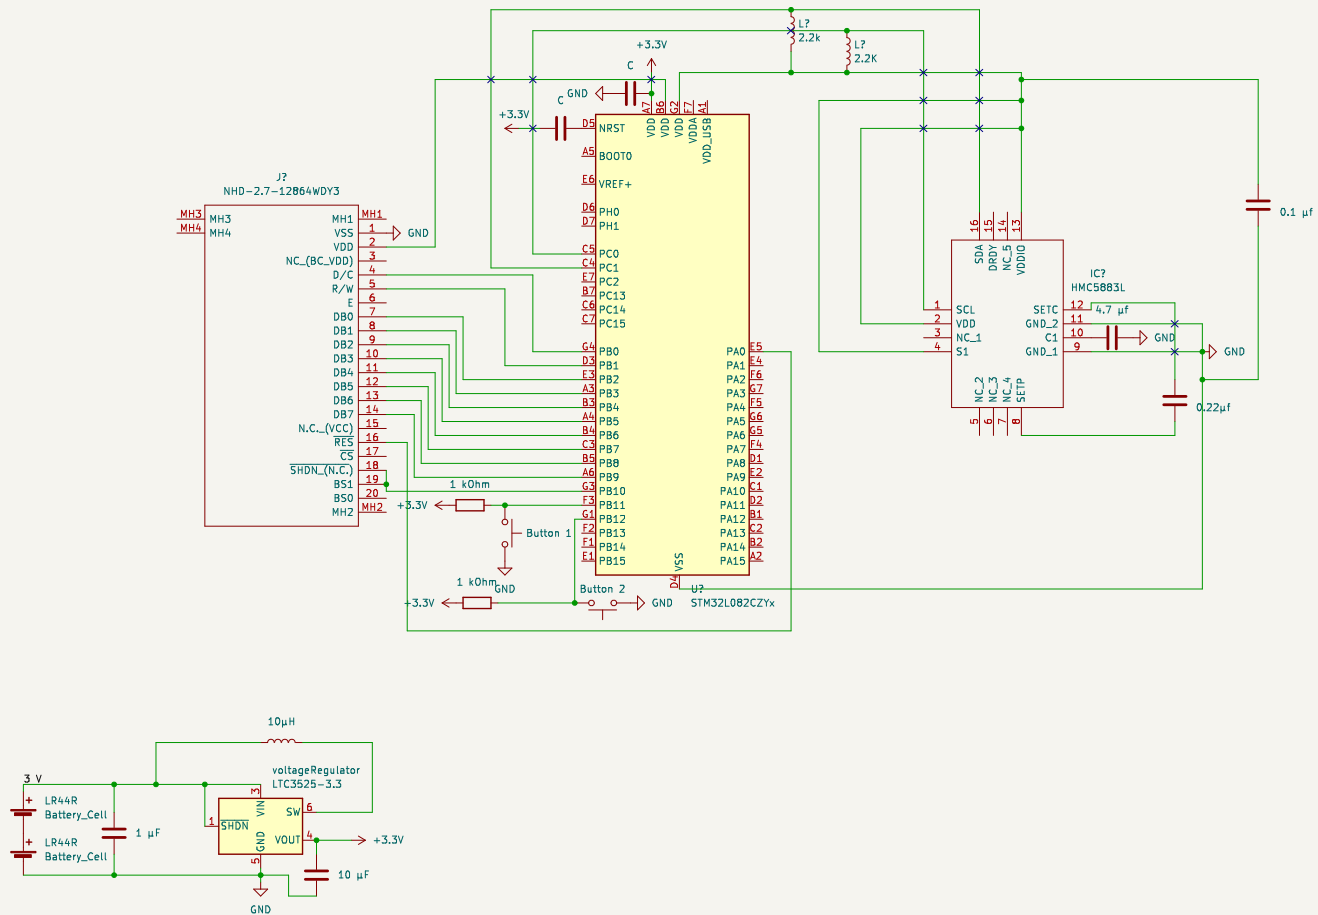 L?
2.2k
L?
2.2K
+3.3V
C
GND
C
+3.3V
A7
B6
G2
F7
A1
VDD
VDD
VDD
VDDA
VDD_USB
D5 NRST
A5 BOOT0
E6 VREF+
D6 PH0
D7 PH1
C5 PC0
C4 PC1
E7 PC2
B7 PC13
C6 PC14
C7 PC15
G4 PB0
D3 PB1
E3 PB2
A3 PB3
B3 PB4
A4 PB5
B4 PB6
C3 PB7
B5 PB8
A6 PB9
G3 PB10
F3 PB11
G1 PB12
F2 PB13
F1 PB14
E1 PB15
PA0 E5
PA1 E4
PA2 F6
PA3 G7
PA4 F5
PA5 G6
PA6 G5
PA7 F4
PA8 D1
PA9 E2
PA10 C1
PA11 D2
PA12 B1
PA13 C2
PA14 B2
PA15 A2
VSS
D4
U?
STM32L082CZYx
J?
NHD-2.7-12864WDY3
MH3 MH3
MH4 MH4
MH1 MH1
VSS 1
GND
VDD 2
NC_(BC_VDD) 3
D/C 4
R/W 5
E 6
DB0 7
DB1 8
DB2 9
DB3 10
DB4 11
DB5 12
DB6 13
DB7 14
N.C._(VCC) 15
RES 16
CS 17
SHDN_(N.C.) 18
BS1 19
BS0 20
MH2 MH2
1 kOhm
+3.3V
Button 1
GND
1 kOhm
+3.3V
Button 2
GND
0.1 µf
16
15
14
13
SDA
DRDY
NC_5
VDDIO
IC?
HMC5883L
1 SCL
2 VDD
3 NC_1
4 S1
SETC 12
GND_2 11
C1 10
GND_1 9
4.7 µf
GND
GND
NC_2
NC_3
NC_4
SETP
5
6
7
8
0.22µf
10µH
3 V
LR44R
Battery_Cell
LR44R
Battery_Cell
+
+
1 µF
voltageRegulator
LTC3525-3.3
3
VIN
SW 6
1 SHDN
VOUT 4
+3.3V
GND
5
10 µF
GND